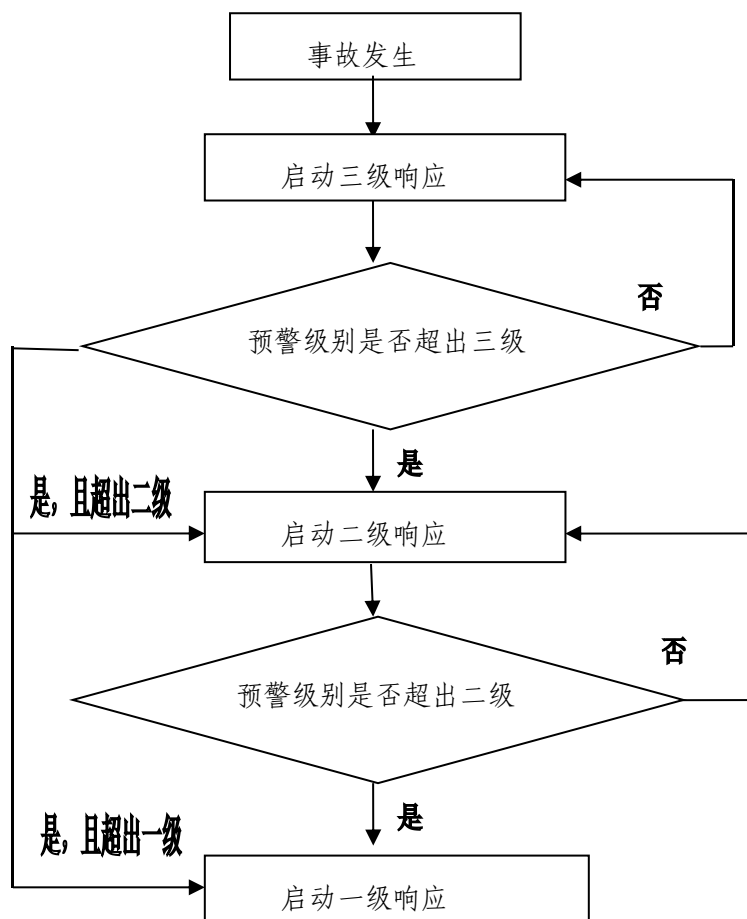 事故发生
启动三级响应
否
预警级别是否超出三级
是
是，且超出二级
启动二级响应
否
预警级别是否超出二级
是
是，且超出一级
启动一级响应